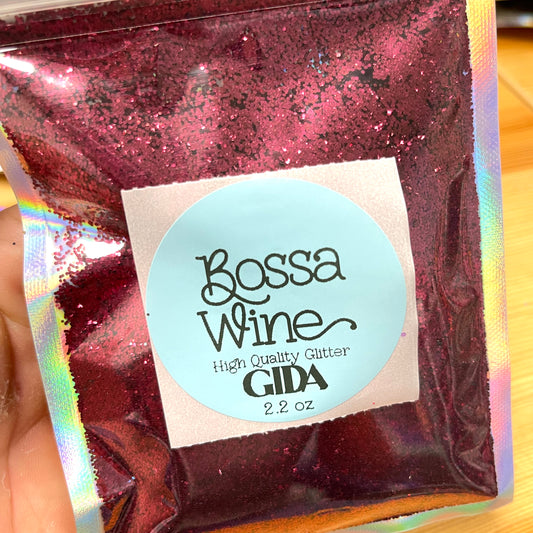 Bossa
Wine
High Quality Glitter
GIDA
2.2 oz